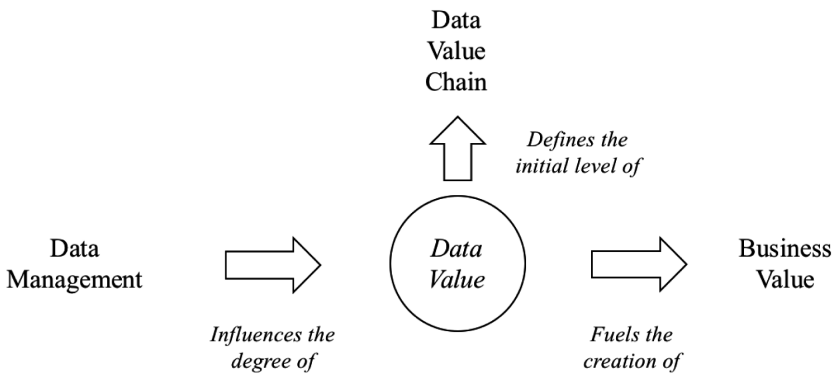 Data
Value
Chain
Defines the
initial level of
Data
Management
Data
Value
Business
Value
Influences the
degree of
Fuels the
creation of